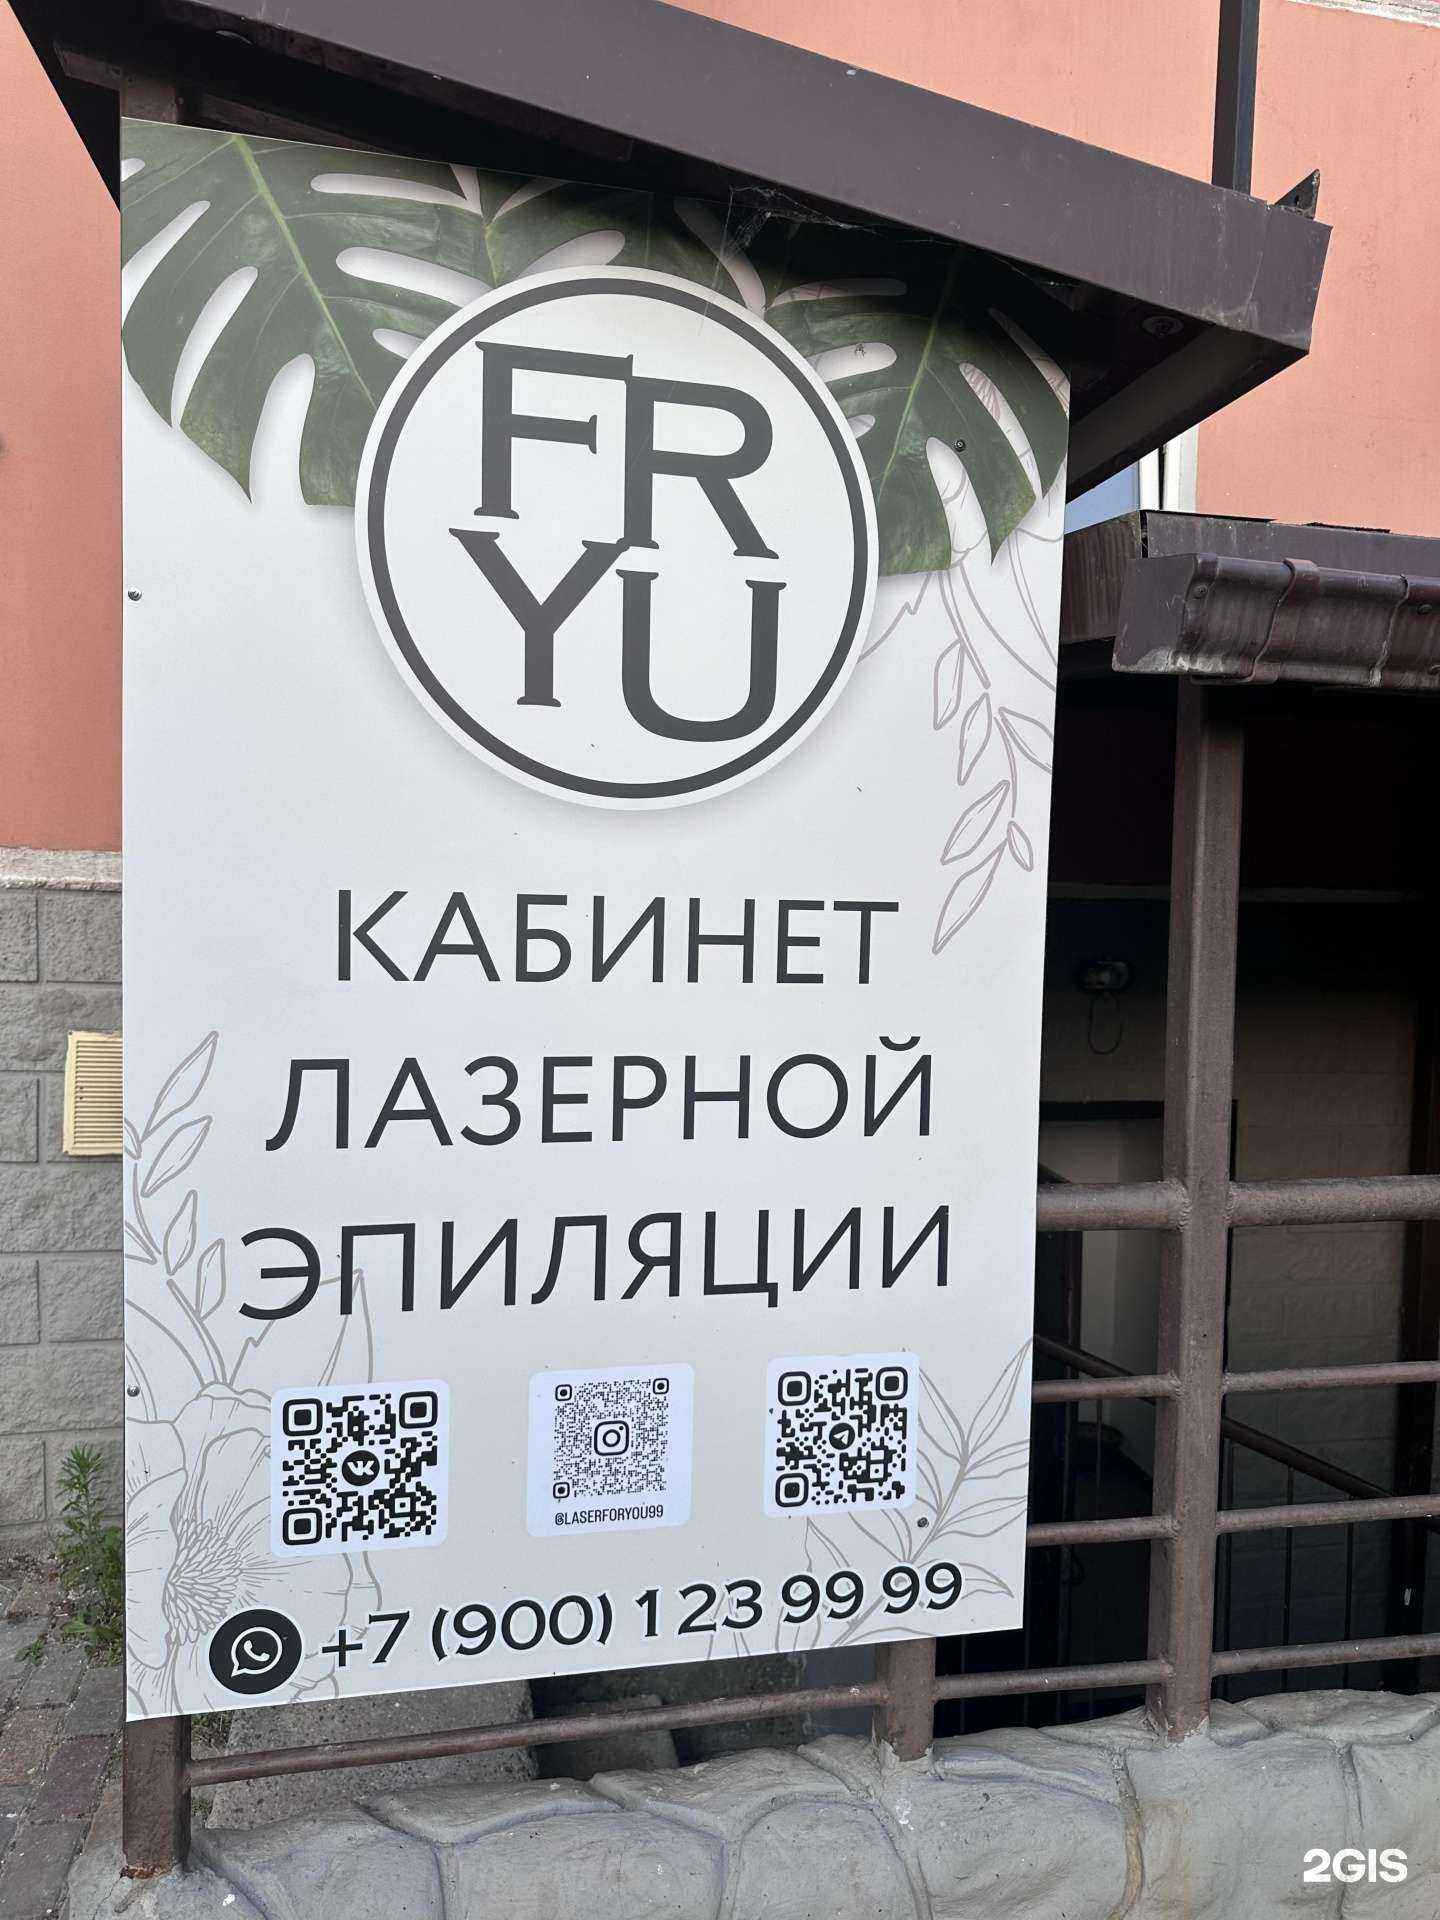 FR
YU
КАБИНЕТ
ЛАЗЕРНОЙ
ЭПИЛЯЦИИ
@LASERFORYOU99
+7 (900) 123 99 99
2GIS